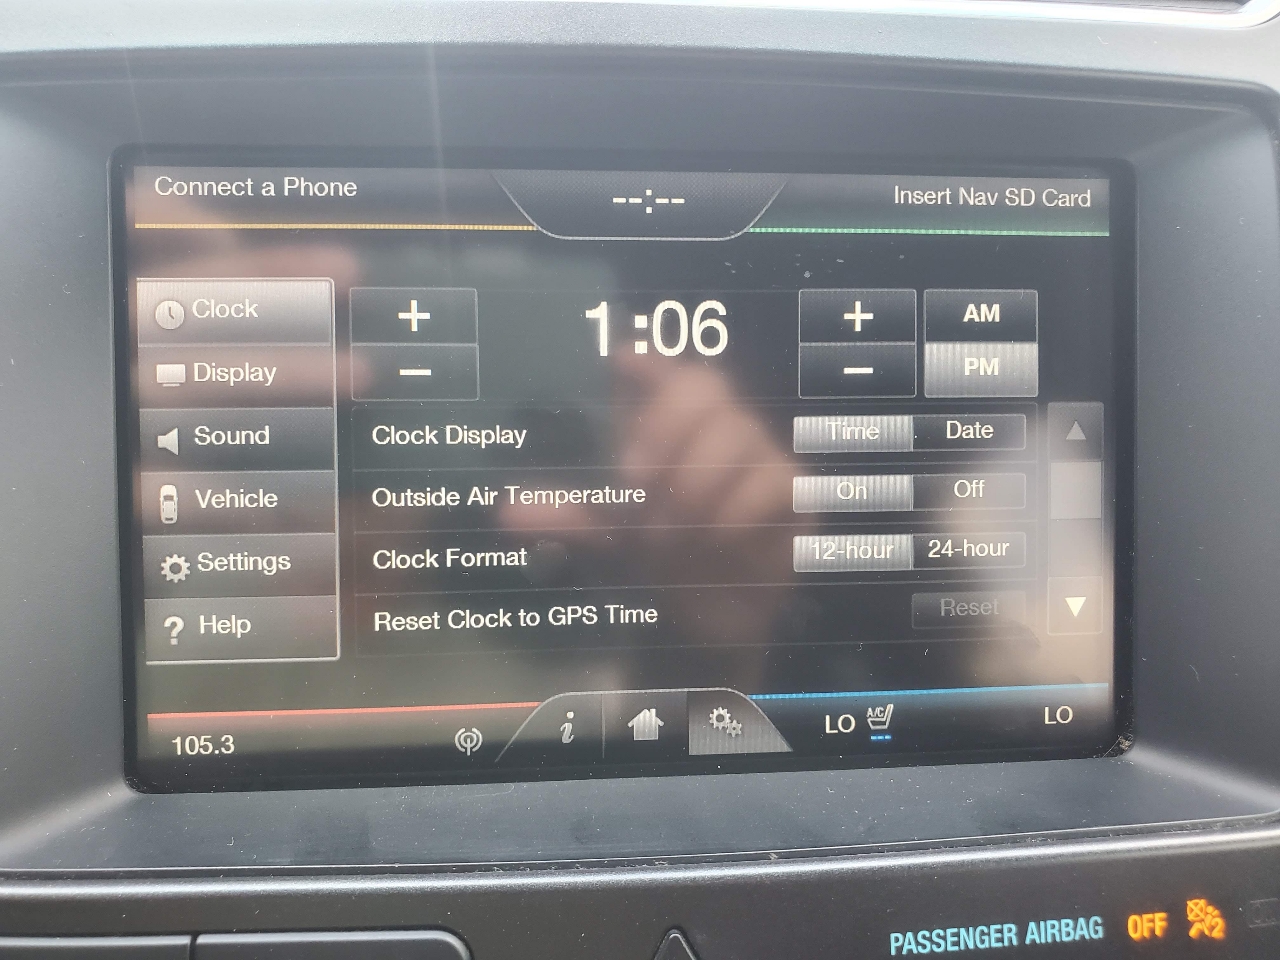 Connect a Phone
--:--
Insert Nav SD Card
Clock
+
1:06
+
AM
Display
−
−
PM
Sound
Clock Display
Time
Date
Vehicle
Outside Air Temperature
On
Off
Settings
Clock Format
12-hour
24-hour
? Help
Reset Clock to GPS Time
Reset
105.3
i
LO
A/C
LO
PASSENGER AIRBAG OFF
2